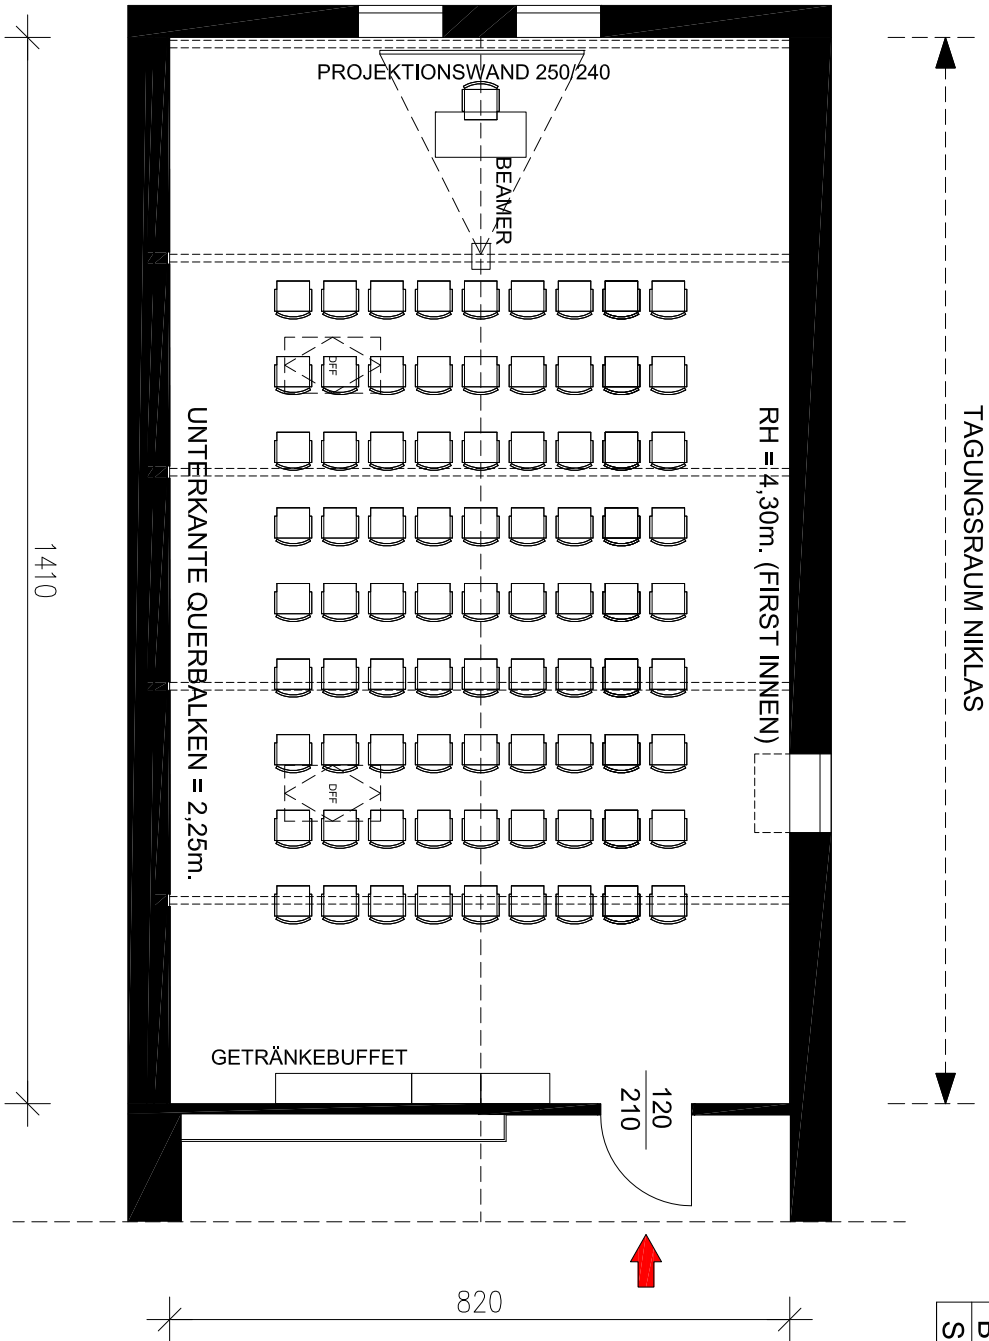 PROJEKTIONSWAND 250/240
BEAMER
DFF
RH = 4,30m. (FIRST INNEN)
UNTERKANTE QUERBALKEN = 2,25m.
TAGUNGSRAUM NIKLAS
1410
DFF
GETRÄNKEBUFFET
120
210
820
S